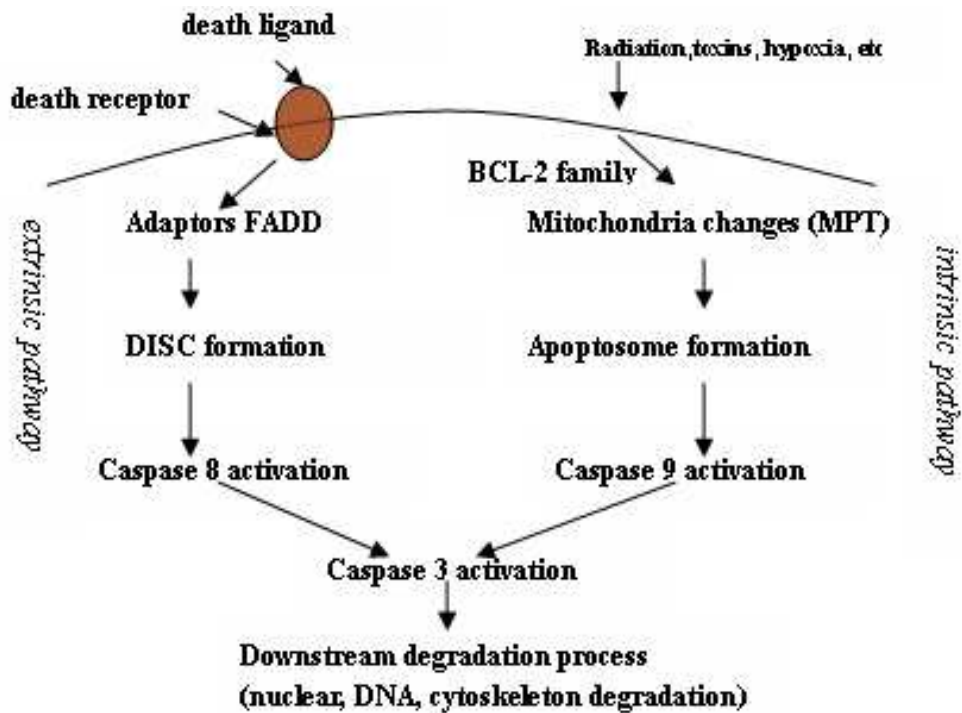 death ligand
Radiation,toxins, hypoxia, etc
death receptor
BCL-2 family
Adaptors FADD
Mitochondria changes (MPT)
extrinsic pathway
intrinsic pathway
DISC formation
Apoptosome formation
Caspase 8 activation
Caspase 9 activation
Caspase 3 activation
Downstream degradation process
(nuclear, DNA, cytoskeleton degradation)